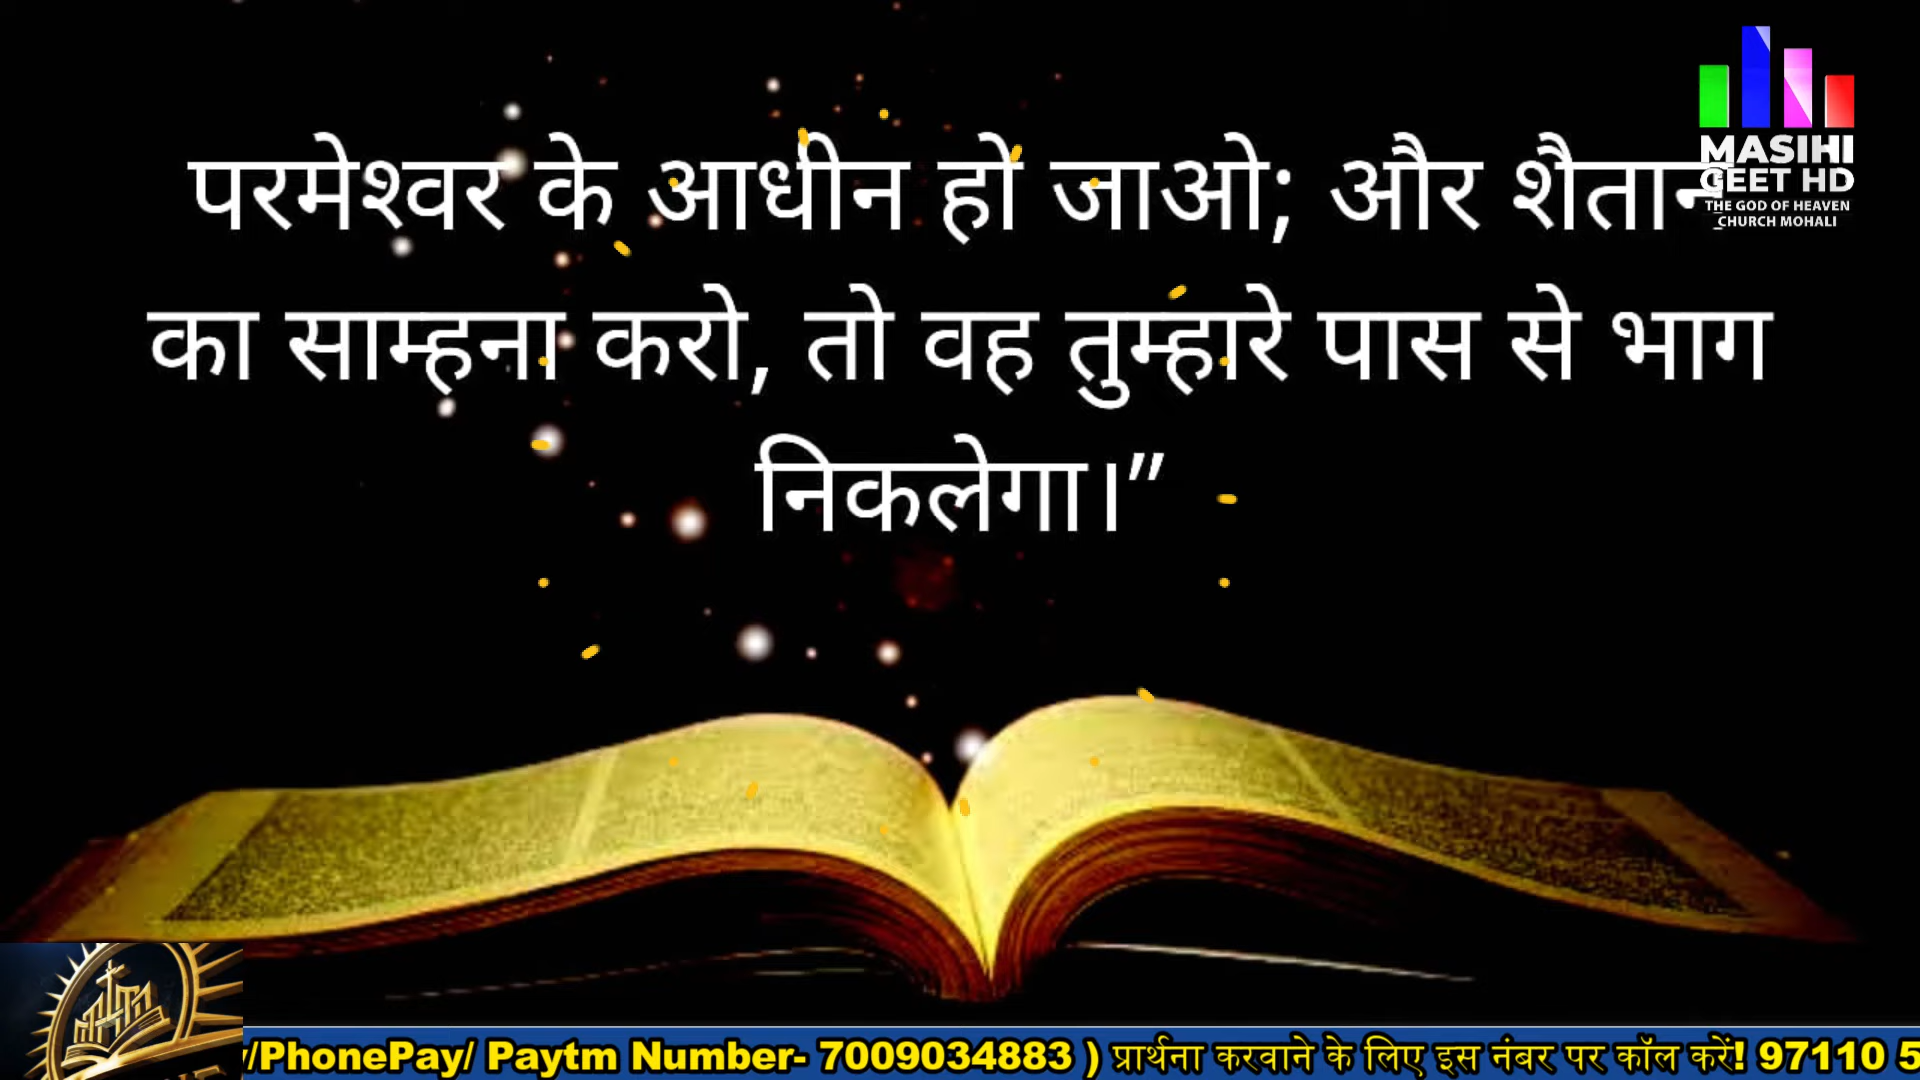 परमेश्वर के आधीन हो जाओ; और शैतान
का साम्हना करो, तो वह तुम्हारे पास से भाग
निकलेगा।”
MASIHI
GEET HD
THE GOD OF HEAVEN
CHURCH MOHALI
/PhonePay/ Paytm Number- 7009034883 ) प्रार्थना करवाने के लिए इस नंबर पर कॉल करें! 97110 5